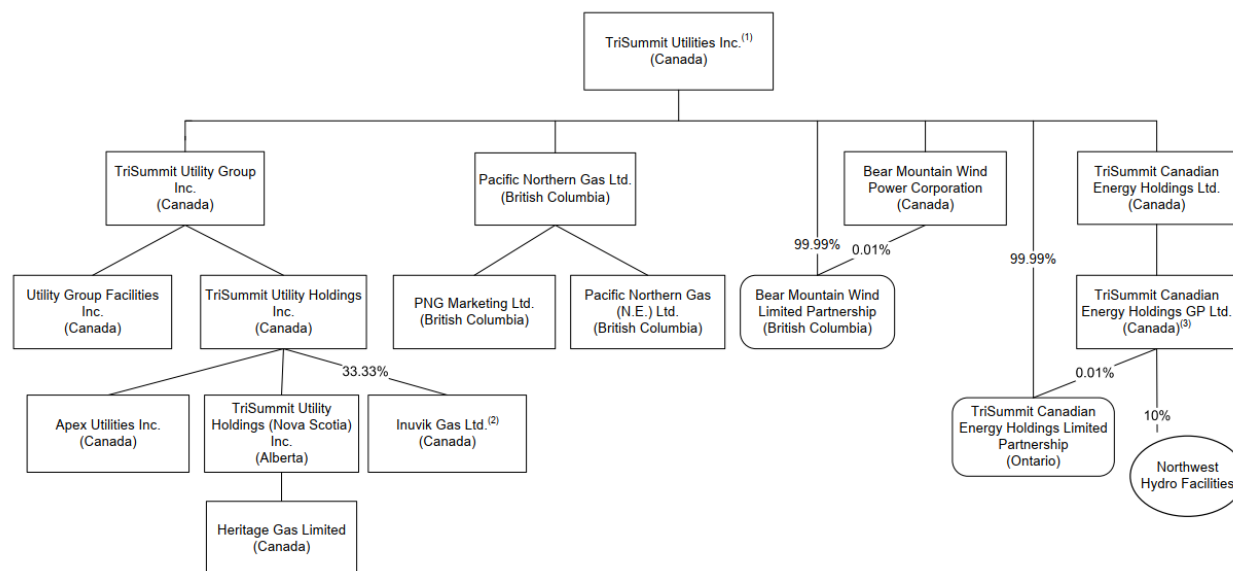 TriSummit Utilities Inc.(1)
(Canada)
TriSummit Utility Group
Inc.
(Canada)
Pacific Northern Gas Ltd.
(British Columbia)
Bear Mountain Wind
Power Corporation
(Canada)
TriSummit Canadian
Energy Holdings Ltd.
(Canada)
99.99%
0.01%
99.99%
Utility Group Facilities
Inc.
(Canada)
TriSummit Utility Holdings
Inc.
(Canada)
PNG Marketing Ltd.
(British Columbia)
Pacific Northern Gas
(N.E.) Ltd.
(British Columbia)
Bear Mountain Wind
Limited Partnership
(British Columbia)
TriSummit Canadian
Energy Holdings GP Ltd.
(Canada)(3)
33.33%
0.01%
Apex Utilities Inc.
(Canada)
TriSummit Utility
Holdings (Nova Scotia)
Inc.
(Alberta)
Inuvik Gas Ltd.(2)
(Canada)
TriSummit Canadian
Energy Holdings Limited
Partnership
(Ontario)
10%
Northwest
Hydro Facilities
Heritage Gas Limited
(Canada)